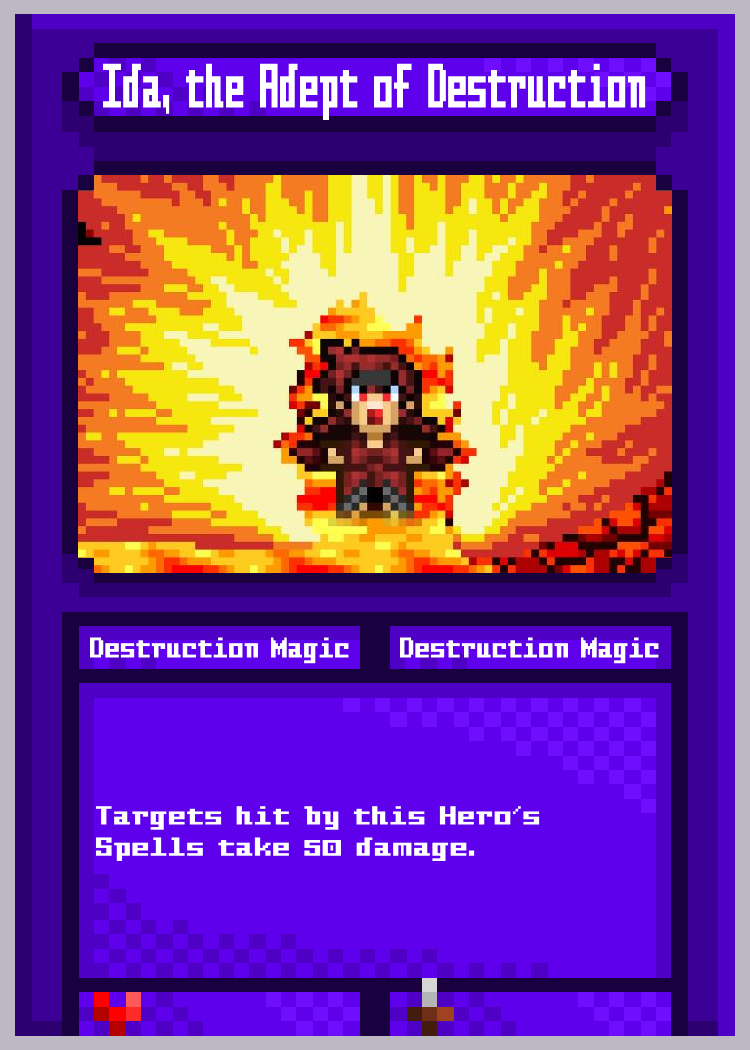 Ida, the Adept of Destruction
Destruction Magic
Destruction Magic
Targets hit by this Hero's
Spells take 50 damage.